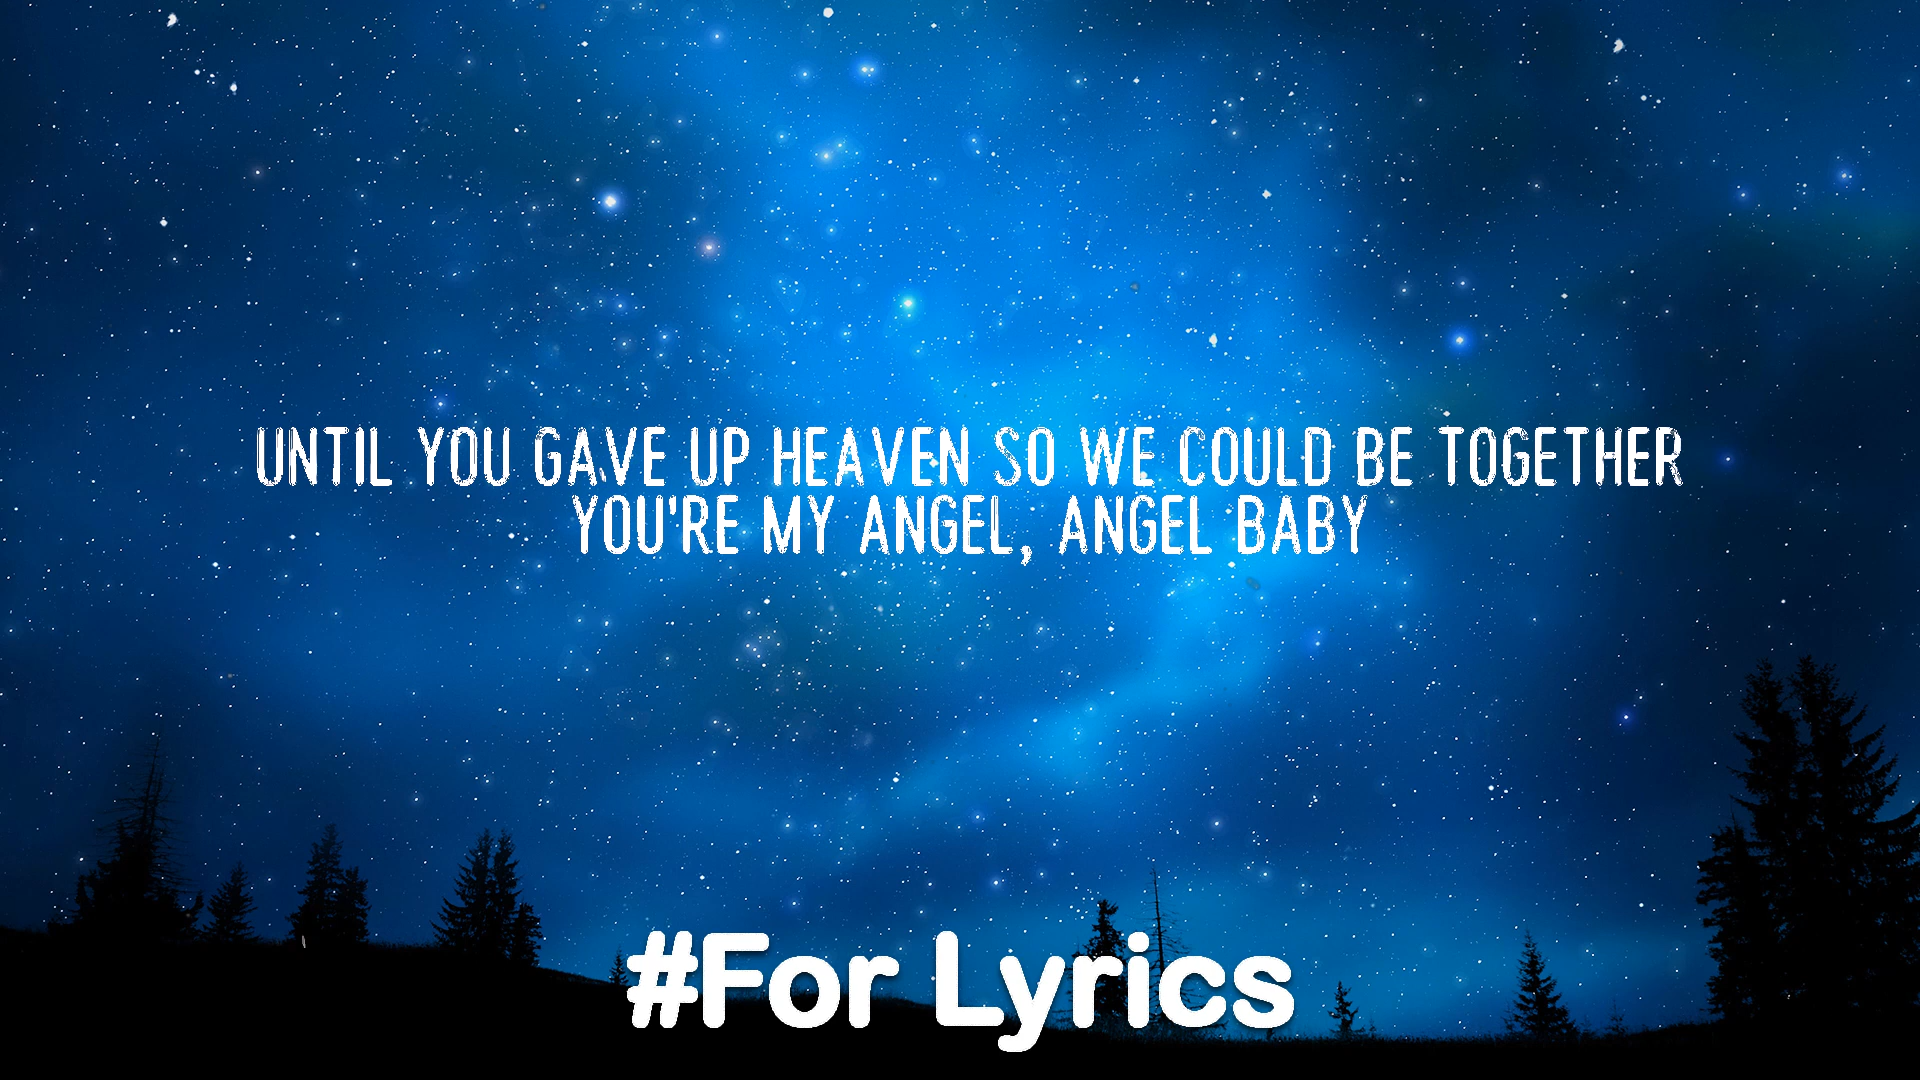 UNTIL YOU GAVE UP HEAVEN SO WE COULD BE TOGETHER
YOU'RE MY ANGEL, ANGEL BABY
#For Lyrics